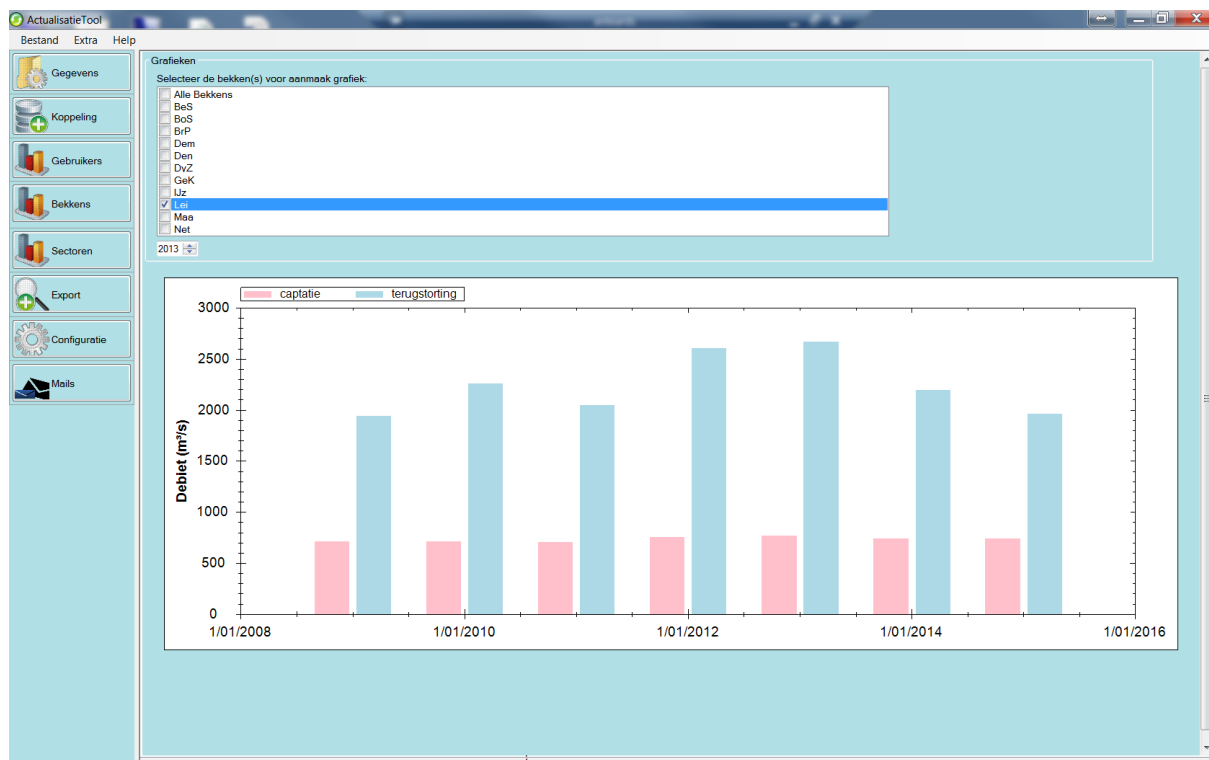 ActualisatieTool
Bestand Extra Help
Gegevens
Koppeling
Gebruikers
Bekkens
Sectoren
Export
Configuratie
Mails
Grafieken
Selecteer de bekken(s) voor aanmaak grafiek:
Alle Bekkens
BeS
BoS
BrP
Dem
Den
DvZ
GeK
IJz
Lei
Maa
Net
2013
captatie terugstorting
Debiet (m³/s)
3000
2500
2000
1500
1000
500
0
1/01/2008 1/01/2010 1/01/2012 1/01/2014 1/01/2016